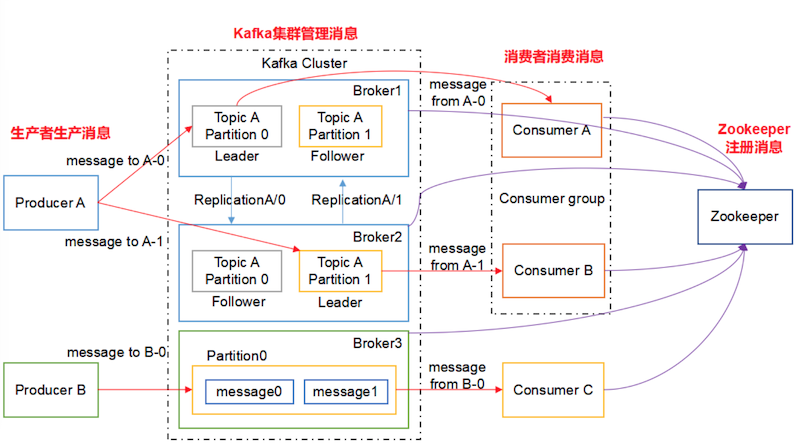 Kafka集群管理消息
Kafka Cluster
生产者生产消息
消费者消费消息
Zookeeper
注册消息
Producer A
message to A-0
message to A-1
Broker1
Topic A
Partition 0
Leader
Topic A
Partition 1
Follower
ReplicationA/0
ReplicationA/1
Broker2
Topic A
Partition 0
Follower
Topic A
Partition 1
Leader
message
from A-0
Consumer A
Consumer group
message
from A-1
Consumer B
Zookeeper
Producer B
message to B-0
Broker3
Partition0
message0
message1
message
from B-0
Consumer C